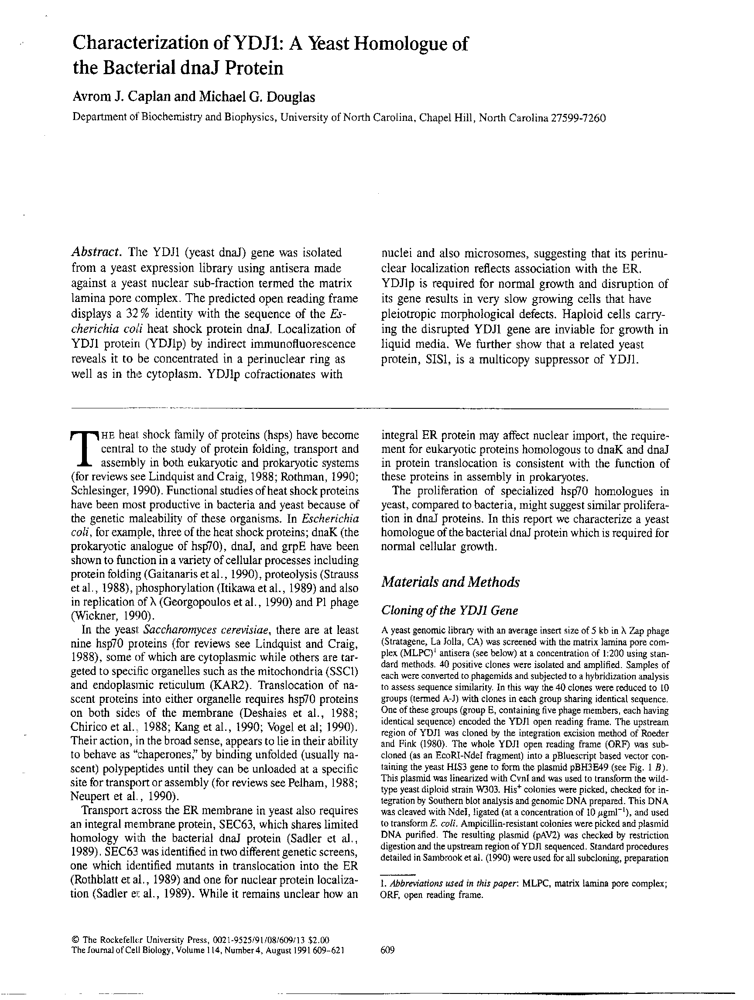 Characterization of YDJ1: A Yeast Homologue of
the Bacterial dnaJ Protein
Avrom J. Caplan and Michael G. Douglas
Department of Biochemistry and Biophysics, University of North Carolina, Chapel Hill, North Carolina 27599-7260
Abstract. The YDJ1 (yeast dnaJ) gene was isolated
from a yeast expression library using antisera made
against a yeast nuclear sub-fraction termed the matrix
lamina pore complex. The predicted open reading frame
displays a 32% identity with the sequence of the Es-
cherichia coli heat shock protein dnaJ. Localization of
YDJ1 protein (YDJ1p) by indirect immunofluorescence
reveals it to be concentrated in a perinuclear ring as
well as in the cytoplasm. YDJ1p cofractionates with
nuclei and also microsomes, suggesting that its perinu-
clear localization reflects association with the ER.
YDJ1p is required for normal growth and disruption of
its gene results in very slow growing cells that have
pleiotropic morphological defects. Haploid cells carry-
ing the disrupted YDJ1 gene are inviable for growth in
liquid media. We further show that a related yeast
protein, SIS1, is a multicopy suppressor of YDJ1.
THE heat shock family of proteins (hsps) have become
central to the study of protein folding, transport and
assembly in both eukaryotic and prokaryotic systems
(for reviews see Lindquist and Craig, 1988; Rothman, 1990;
Schlesinger, 1990). Functional studies of heat shock proteins
have been most productive in bacteria and yeast because of
the genetic maleability of these organisms. In Escherichia
coli, for example, three of the heat shock proteins; dnaK (the
prokaryotic analogue of hsp70), dnaJ, and grpE have been
shown to function in a variety of cellular processes including
protein folding (Gaitanaris et al., 1990), proteolysis (Strauss
et al., 1988), phosphorylation (Itikawa et al., 1989) and also
in replication of λ (Georgopoulos et al., 1990) and P1 phage
(Wickner, 1990).
In the yeast Saccharomyces cerevisiae, there are at least
nine hsp70 proteins (for reviews see Lindquist and Craig,
1988), some of which are cytoplasmic while others are tar-
geted to specific organelles such as the mitochondria (SSC1)
and endoplasmic reticulum (KAR2). Translocation of na-
scent proteins into either organelle requires hsp70 proteins
on both sides of the membrane (Deshaies et al., 1988;
Chirico et al., 1988; Kang et al., 1990; Vogel et al; 1990).
Their action, in the broad sense, appears to lie in their ability
to behave as "chaperones," by binding unfolded (usually na-
scent) polypeptides until they can be unloaded at a specific
site for transport or assembly (for reviews see Pelham, 1988;
Neupert et al., 1990).
Transport across the ER membrane in yeast also requires
an integral membrane protein, SEC63, which shares limited
homology with the bacterial dnaJ protein (Sadler et al.,
1989). SEC63 was identified in two different genetic screens,
one which identified mutants in translocation into the ER
(Rothblatt et al., 1989) and one for nuclear protein localiza-
tion (Sadler et al., 1989). While it remains unclear how an
integral ER protein may affect nuclear import, the require-
ment for eukaryotic proteins homologous to dnaK and dnaJ
in protein translocation is consistent with the function of
these proteins in assembly in prokaryotes.
The proliferation of specialized hsp70 homologues in
yeast, compared to bacteria, might suggest similar prolifera-
tion in dnaJ proteins. In this report we characterize a yeast
homologue of the bacterial dnaJ protein which is required for
normal cellular growth.
Materials and Methods
Cloning of the YDJ1 Gene
A yeast genomic library with an average insert size of 5 kb in λ Zap phage
(Stratagene, La Jolla, CA) was screened with the matrix lamina pore com-
plex (MLPC)1 antisera (see below) at a concentration of 1:200 using stan-
dard methods. 40 positive clones were isolated and amplified. Samples of
each were converted to phagemids and subjected to a hybridization analysis
to assess sequence similarity. In this way the 40 clones were reduced to 10
groups (termed A-J) with clones in each group sharing identical sequence.
One of these groups (group E, containing five phage members, each having
identical sequence) encoded the YDJ1 open reading frame. The upstream
region of YDJ1 was cloned by the integration excision method of Roeder
and Fink (1980). The whole YDJ1 open reading frame (ORF) was sub-
cloned (as an EcoRI-NdeI fragment) into a pBluescript based vector con-
taining the yeast HIS3 gene to form the plasmid pBH3E49 (see Fig. 1 B).
This plasmid was linearized with CvnI and was used to transform the wild-
type yeast diploid strain W303. His+ colonies were picked, checked for in-
tegration by Southern blot analysis and genomic DNA prepared. This DNA
was cleaved with NdeI, ligated (at a concentration of 10 μgml−1), and used
to transform E. coli. Ampicillin-resistant colonies were picked and plasmid
DNA purified. The resulting plasmid (pAV2) was checked by restriction
digestion and the upstream region of YDJ1 sequenced. Standard procedures
detailed in Sambrook et al. (1990) were used for all subcloning, preparation
1. Abbreviations used in this paper: MLPC, matrix lamina pore complex;
ORF, open reading frame.
© The Rockefeller University Press, 0021-9525/91/08/609/13 $2.00
The Journal of Cell Biology, Volume 114, Number 4, August 1991 609-621
609